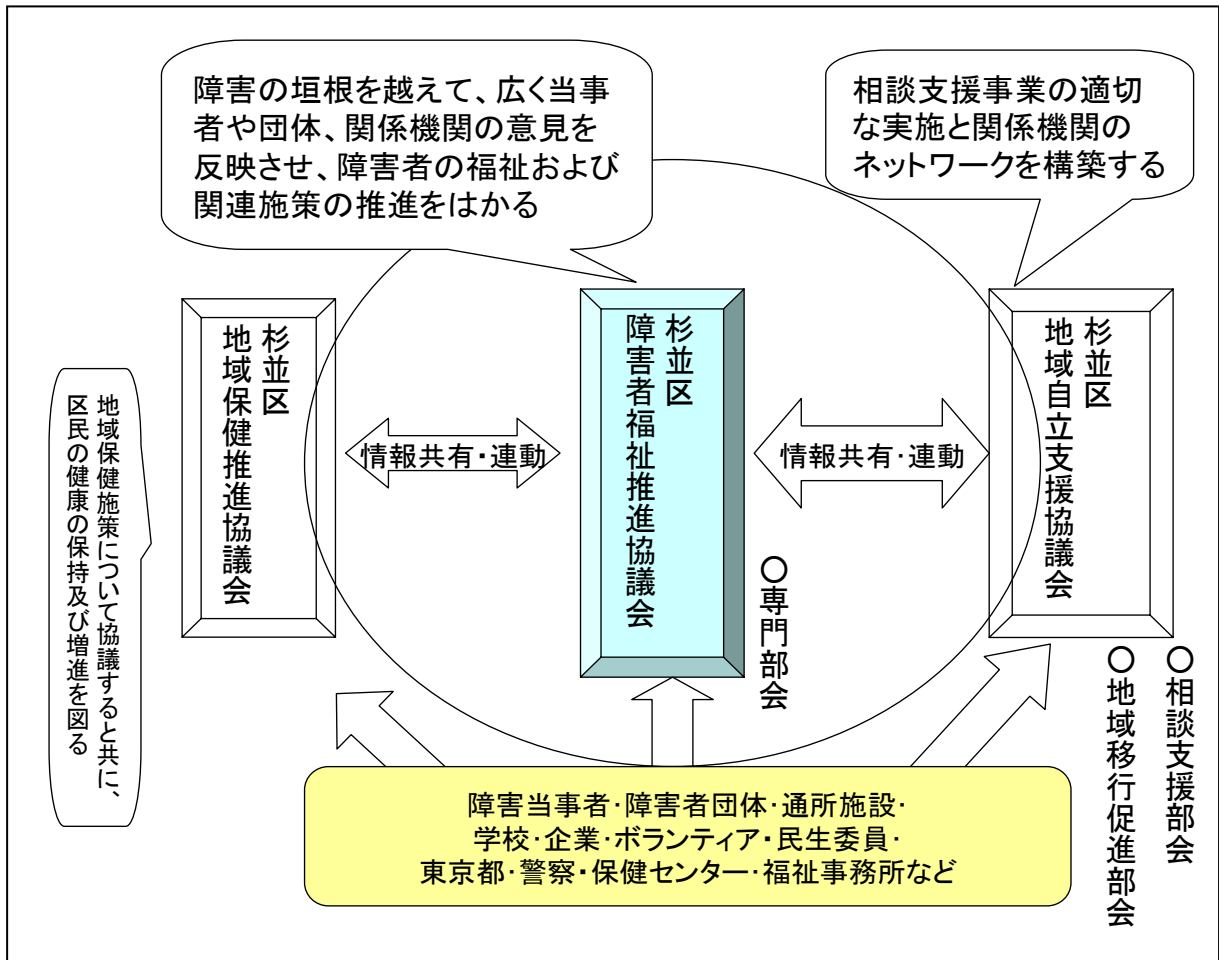 障害の垣根を越えて、広く当事
者や団体、関係機関の意見を
反映させ、障害者の福祉および
関連施策の推進をはかる
相談支援事業の適切
な実施と関係機関の
ネットワークを構築する
地域保健施策について協議すると共に、
区民の健康の保持及び増進を図る
杉並区
地域保健推進協議会
情報共有・連動
杉並区
障害者福祉推進協議会
○専門部会
情報共有・連動
杉並区
地域自立支援協議会
○相談支援部会
○地域移行促進部会
障害当事者・障害者団体・通所施設・
学校・企業・ボランティア・民生委員・
東京都・警察・保健センター・福祉事務所など